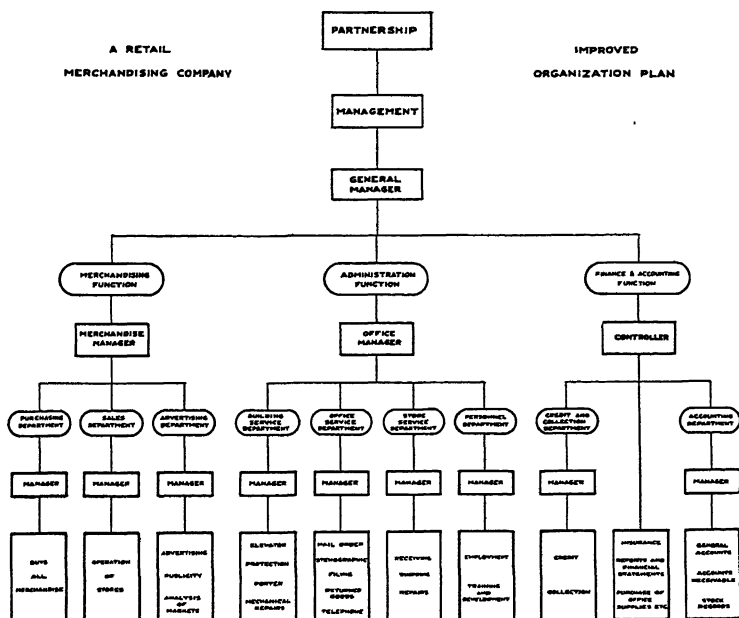 PARTNERSHIP
A RETAIL
MERCHANDISING COMPANY
IMPROVED
ORGANIZATION PLAN
MANAGEMENT
GENERAL
MANAGER
MERCHANDISING
FUNCTION
ADMINISTRATION
FUNCTION
FINANCE & ACCOUNTING
FUNCTION
MERCHANDISE
MANAGER
OFFICE
MANAGER
CONTROLLER
PURCHASING
DEPARTMENT
SALES
DEPARTMENT
ADVERTISING
DEPARTMENT
BUILDING
SERVICE
DEPARTMENT
OFFICE
SERVICE
DEPARTMENT
STORE
SERVICE
DEPARTMENT
PERSONNEL
DEPARTMENT
CREDIT AND
COLLECTION
DEPARTMENT
ACCOUNTING
DEPARTMENT
MANAGER
MANAGER
MANAGER
MANAGER
MANAGER
MANAGER
MANAGER
MANAGER
MANAGER
BUYS
ALL
MERCHANDISE
OPERATION
OF
STORES
ADVERTISING
PUBLICITY
ANALYSIS
OF
MARKETS
ELEVATOR
PROTECTION
PORTER
MECHANICAL
REPAIRS
MAIL ORDER
STENOGRAPHIC
FILING
RETURNED
GOODS
TELEPHONE
RECEIVING
SHIPPING
REPAIRS
EMPLOYMENT
TRAINING
AND
DEVELOPMENT
CREDIT
COLLECTION
INSURANCE
REPORTS AND
FINANCIAL
STATEMENTS
PURCHASE OF
OFFICE
SUPPLIES ETC.
GENERAL
ACCOUNTS
ACCOUNTS
RECEIVABLE
STOCK
RECORDS